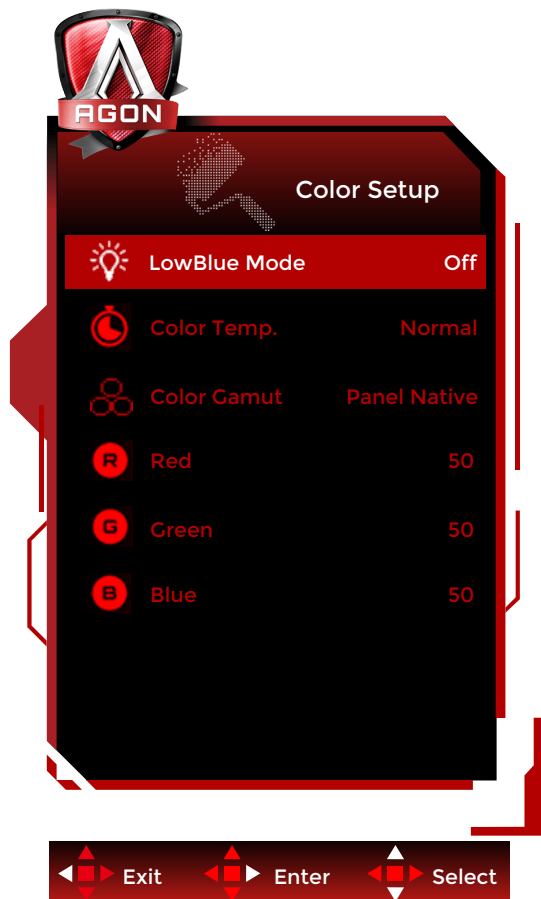 AGON
Color Setup
LowBlue Mode Off
Color Temp. Normal
Color Gamut Panel Native
R Red 50
G Green 50
B Blue 50
Exit Enter Select